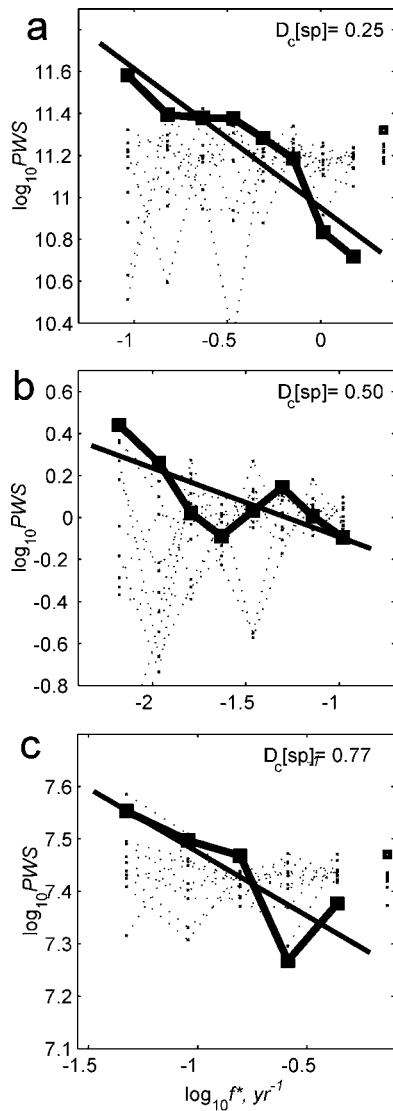 a
D_c[sp]= 0.25
11.6
11.4
11.2
11
10.8
10.6
10.4
log₁₀PWS
-1 -0.5 0
b
D_c[sp]= 0.50
0.6
0.4
0.2
0
-0.2
-0.4
-0.6
-0.8
log₁₀PWS
-2 -1.5 -1
c
D_c[sp]= 0.77
7.6
7.5
7.4
7.3
7.2
7.1
log₁₀PWS
-1.5 -1 -0.5
log₁₀f*, yr⁻¹